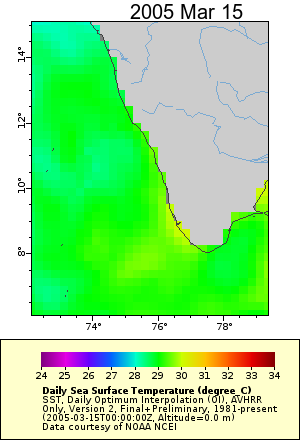 2005 Mar 15
14°
12°
10°
8°
74° 76° 78°
24 25 26 27 28 29 30 31 32 33 34
Daily Sea Surface Temperature (degree_C)
SST, Daily Optimum Interpolation (OI), AVHRR
Only, Version 2, Final+Preliminary, 1981-present
(2005-03-15T00:00:00Z, Altitude=0.0 m)
Data courtesy of NOAA NCEI